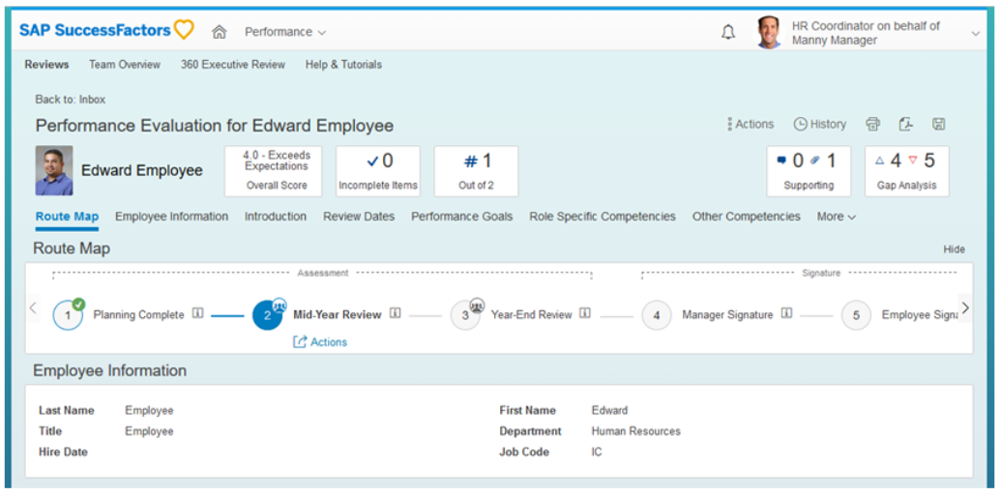 SAP SuccessFactors Performance
HR Coordinator on behalf of
Manny Manager
Reviews Team Overview 360 Executive Review Help & Tutorials
Back to: Inbox
Performance Evaluation for Edward Employee
Actions History
Edward Employee
4.0 - Exceeds
Expectations
Overall Score
0
Incomplete Items
# 1
Out of 2
0 1
Supporting
4 5
Gap Analysis
Route Map Employee Information Introduction Review Dates Performance Goals Role Specific Competencies Other Competencies More
Route Map Hide
Assessment Signature
1 Planning Complete 2 Mid-Year Review 3 Year-End Review 4 Manager Signature 5 Employee Signa
Actions
Employee Information
Last Name Employee First Name Edward
Title Employee Department Human Resources
Hire Date Job Code IC